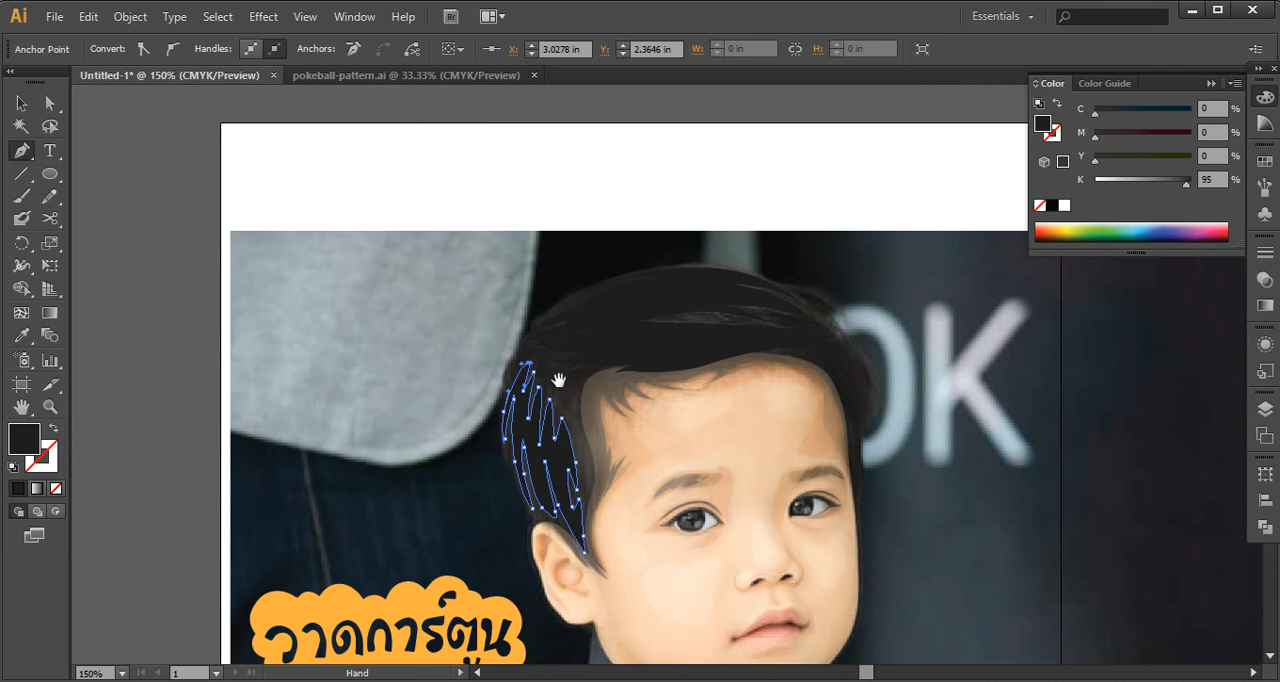 Ai File Edit Object Type Select Effect View Window Help Br Essentials
Anchor Point Convert: Handles: Anchors: X: 3.0278 in Y: 2.3646 in W: 0 in H: 0 in
Untitled-1* @ 150% (CMYK/Preview) pokeball-pattern.ai @ 33.33% (CMYK/Preview)
Color Color Guide
C 0 %
M 0 %
Y 0 %
K 95 %
OK
วาดการ์ตูน
150% 1 Hand